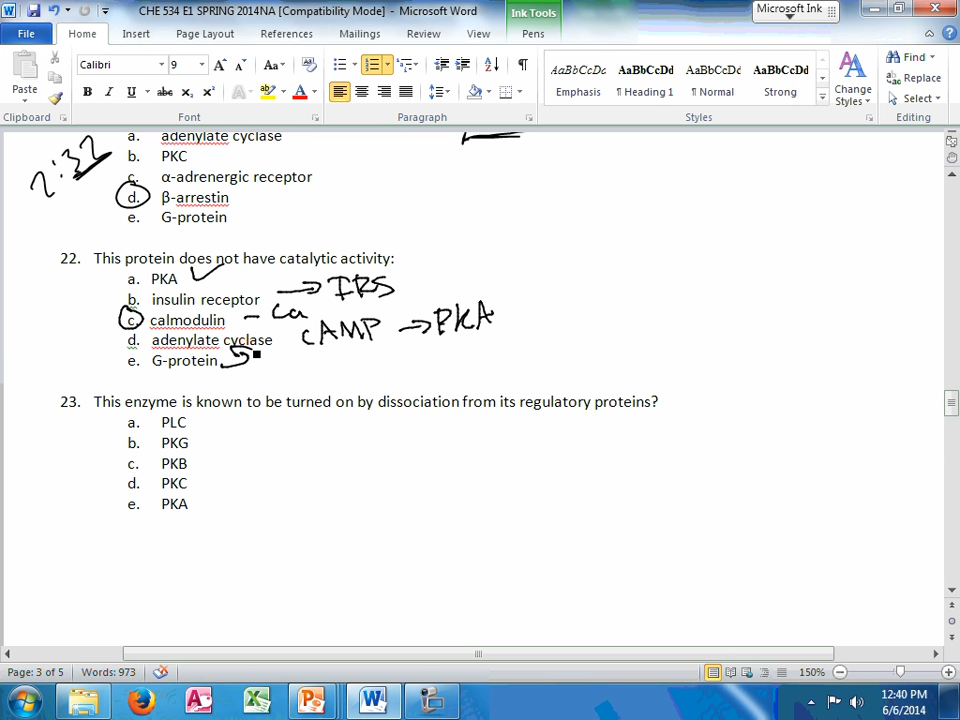 CHE 534 E1 SPRING 2014NA [Compatibility Mode] - Microsoft Word
Ink Tools
Microsoft Ink
File Home Insert Page Layout References Mailings Review View Pens
Paste
Calibri 9
Find
Replace
Select
AaBbCcDc AaBbCcDd AaBbCcDd AaBbCcDd
Emphasis ¶ Heading 1 ¶ Normal Strong
Change Styles
Clipboard Font Paragraph Styles Editing
2:32
a. adenylate cyclase
b. PKC
c. α-adrenergic receptor
d. β-arrestin
e. G-protein
22. This protein does not have catalytic activity:
a. PKA ✓
b. insulin receptor → IRS
c. calmodulin – Ca
d. adenylate cyclase cAMP → PKA
e. G-protein
23. This enzyme is known to be turned on by dissociation from its regulatory proteins?
a. PLC
b. PKG
c. PKB
d. PKC
e. PKA
Page: 3 of 5 Words: 973 150%
12:40 PM
6/6/2014